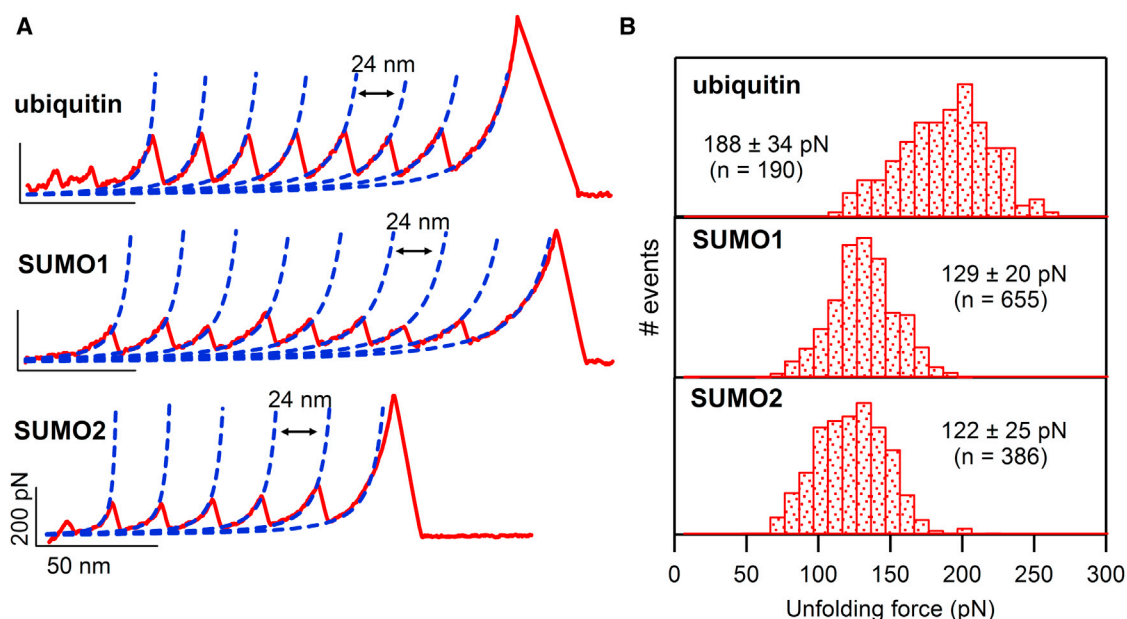 A
ubiquitin
24 nm
SUMO1
24 nm
SUMO2
24 nm
200 pN
50 nm
B
ubiquitin
188 ± 34 pN
(n = 190)
SUMO1
129 ± 20 pN
(n = 655)
SUMO2
122 ± 25 pN
(n = 386)
# events
0 50 100 150 200 250 300
Unfolding force (pN)